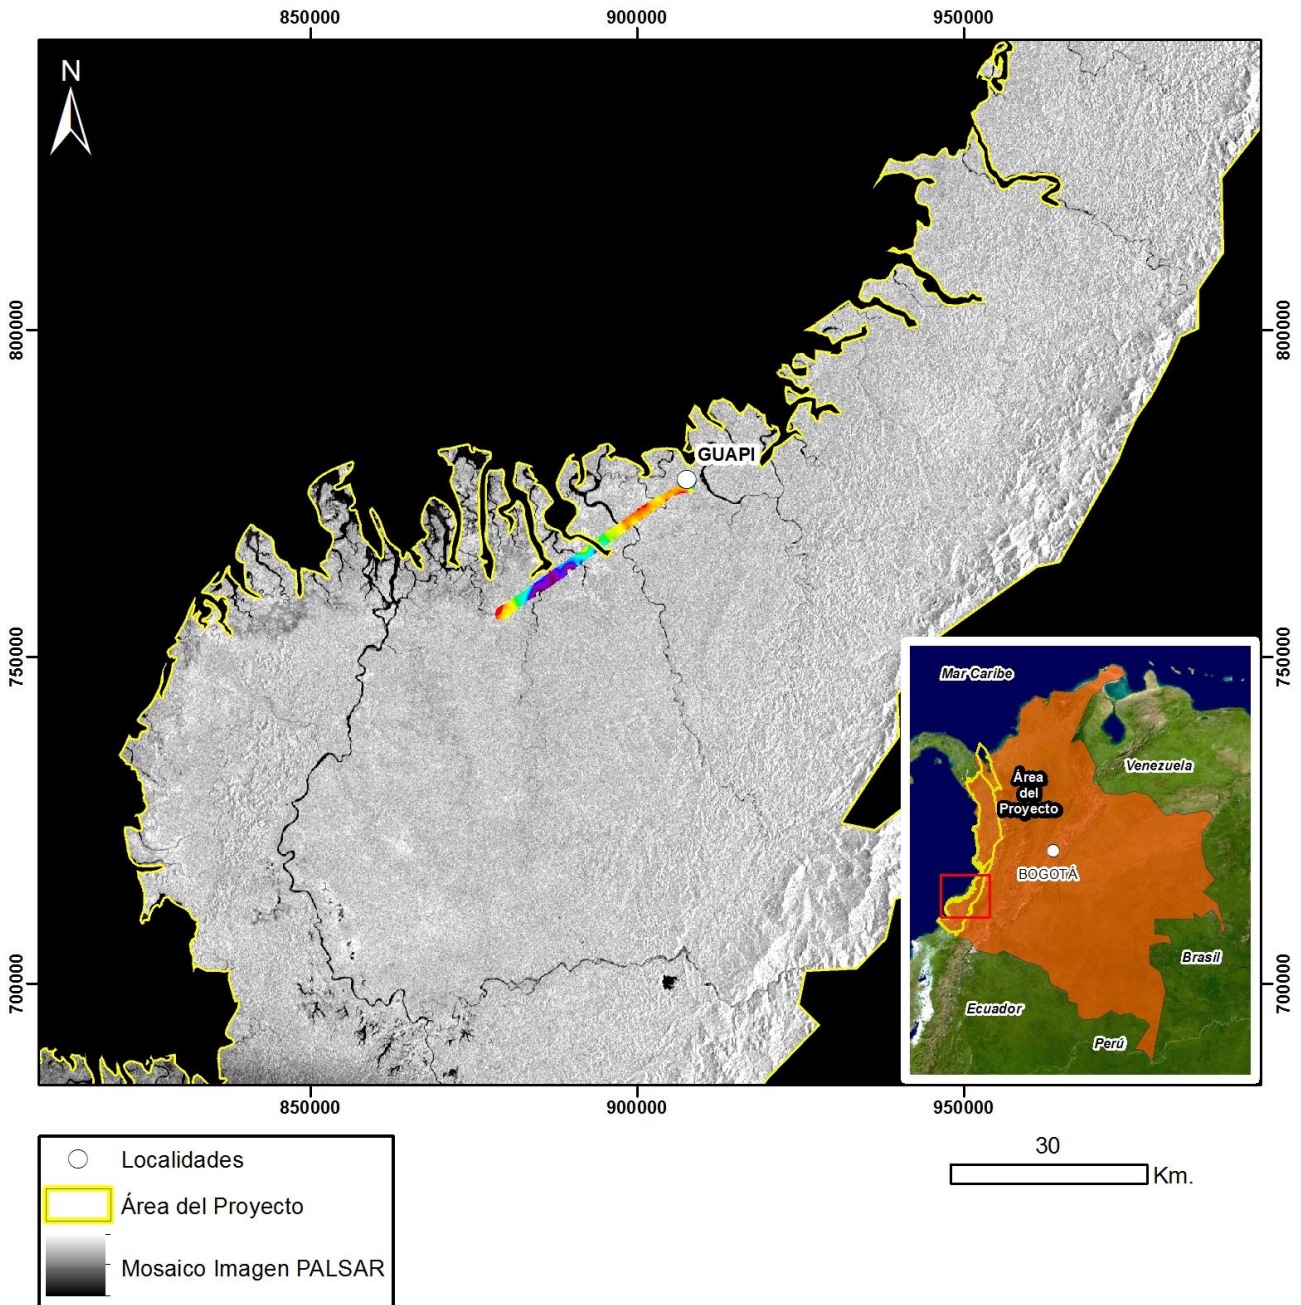 850000
900000
950000
N
800000
800000
GUAPI
750000
750000
Mar Caribe
Venezuela
Área
del
Proyecto
BOGOTÁ
Brasil
Ecuador
Perú
700000
700000
850000
900000
950000
Localidades
Área del Proyecto
Mosaico Imagen PALSAR
30
Km.